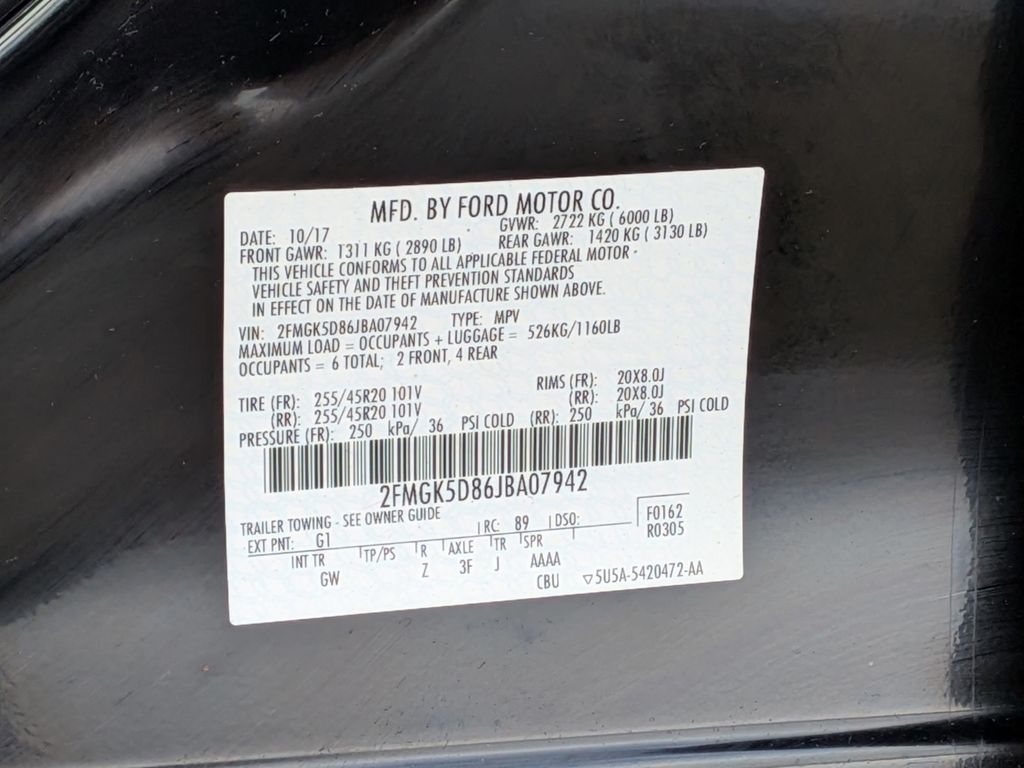 MFD. BY FORD MOTOR CO.
DATE: 10/17 GVWR: 2722 KG ( 6000 LB)
FRONT GAWR: 1311 KG ( 2890 LB) REAR GAWR: 1420 KG ( 3130 LB)
THIS VEHICLE CONFORMS TO ALL APPLICABLE FEDERAL MOTOR
VEHICLE SAFETY AND THEFT PREVENTION STANDARDS
IN EFFECT ON THE DATE OF MANUFACTURE SHOWN ABOVE.
VIN: 2FMGK5D86JBA07942 TYPE: MPV
MAXIMUM LOAD = OCCUPANTS + LUGGAGE = 526KG/1160LB
OCCUPANTS = 6 TOTAL; 2 FRONT, 4 REAR
TIRE (FR): 255/45R20 101V RIMS (FR): 20X8.0J
(RR): 255/45R20 101V (RR): 20X8.0J
PRESSURE (FR): 250 kPa/ 36 PSI COLD (RR): 250 kPa/ 36 PSI COLD
2FMGK5D86JBA07942
TRAILER TOWING - SEE OWNER GUIDE
EXT PNT: G1 RC: 89 DSO: F0162
R0305
INT TR TP/PS R AXLE TR SPR
GW Z 3F J AAAA
CBU ▽5U5A-5420472-AA